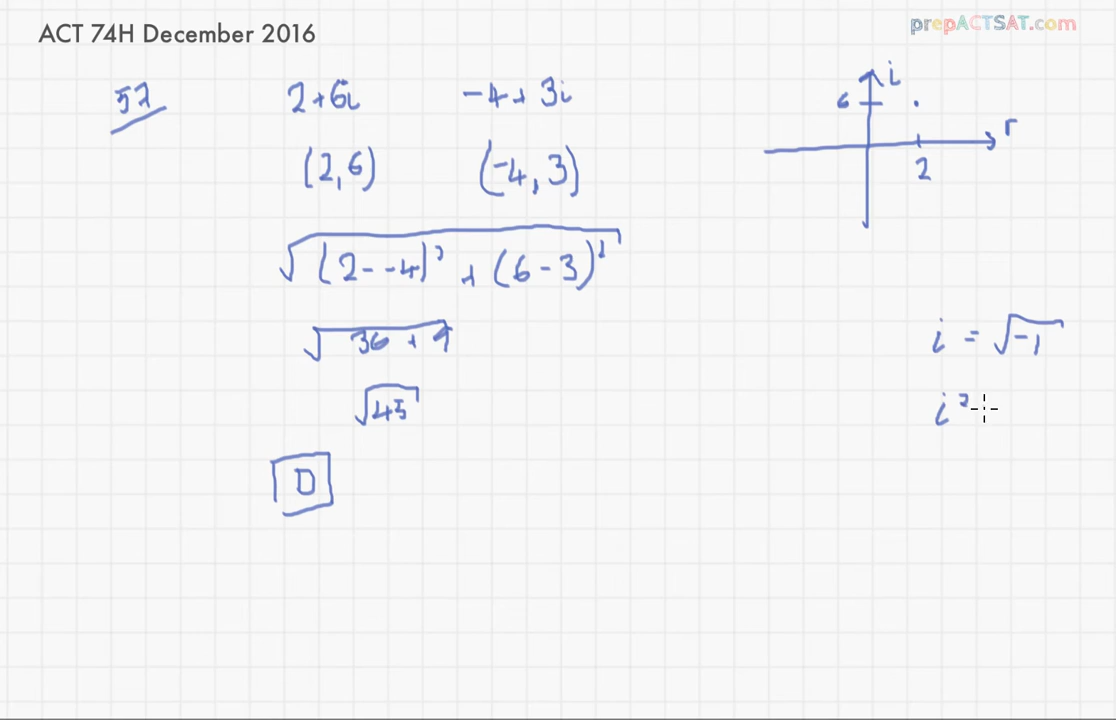 ACT 74H December 2016
prepACTSAT.com
57
2+6i -4+3i
(2,6) (-4,3)
√(2--4)² + (6-3)²
√36+9
√45
D
i
6
r
2
i = √-1
i²